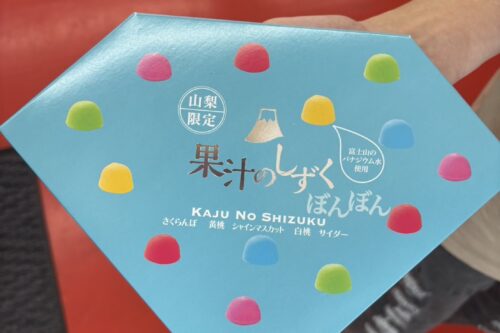 山梨
限定
富士山の
バナジウム水
使用
果汁のしずく
ぼんぼん
KAJU NO SHIZUKU
さくらんぼ 黄桃 シャインマスカット 白桃 サイダー